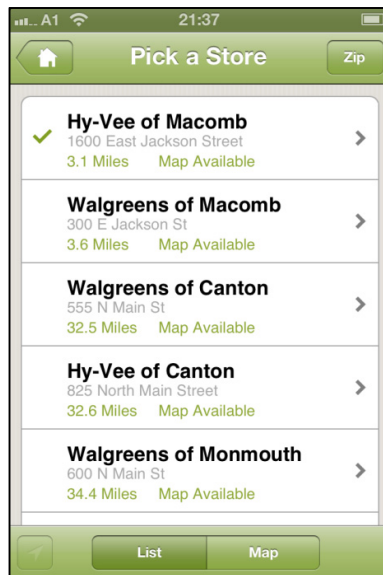 A1 21:37
Pick a Store Zip
Hy-Vee of Macomb
1600 East Jackson Street
3.1 Miles Map Available
Walgreens of Macomb
300 E Jackson St
3.6 Miles Map Available
Walgreens of Canton
555 N Main St
32.5 Miles Map Available
Hy-Vee of Canton
825 North Main Street
32.6 Miles Map Available
Walgreens of Monmouth
600 N Main St
34.4 Miles Map Available
List Map